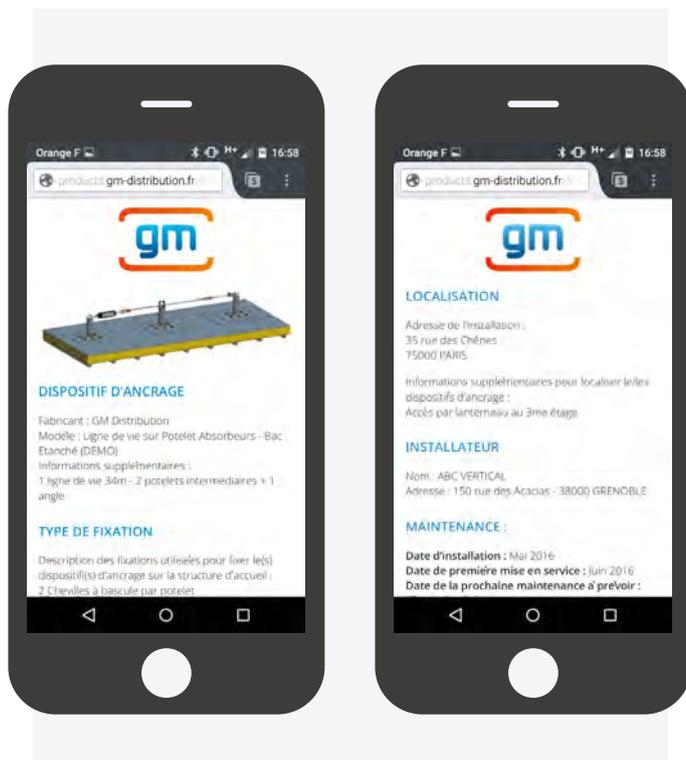 Orange F
H+
16:58
products.gm-distribution.fr
5
gm
DISPOSITIF D'ANCRAGE
Fabricant : GM Distribution
Modèle : Ligne de vie sur Potelet Absorbeurs - Bac
Etanché (DEMO)
Informations supplémentaires :
1 ligne de vie 34m - 2 potelets intermédiaires + 1
angle
TYPE DE FIXATION
Description des fixations utilisées pour fixer le(s)
dispositif(s) d'ancrage sur la structure d'accueil :
2 Chevilles à bascule par potelet
Orange F
H+
16:58
products.gm-distribution.fr
5
gm
LOCALISATION
Adresse de l'installation :
35 rue des Chênes
75000 PARIS
Informations supplémentaires pour localiser le/les
dispositifs d'ancrage :
Accès par lanterneau au 3me étage
INSTALLATEUR
Nom : ABC VERTICAL
Adresse : 150 rue des Acacias - 38000 GRENOBLE
MAINTENANCE :
Date d'installation : Mai 2016
Date de première mise en service : Juin 2016
Date de la prochaine maintenance à prévoir :